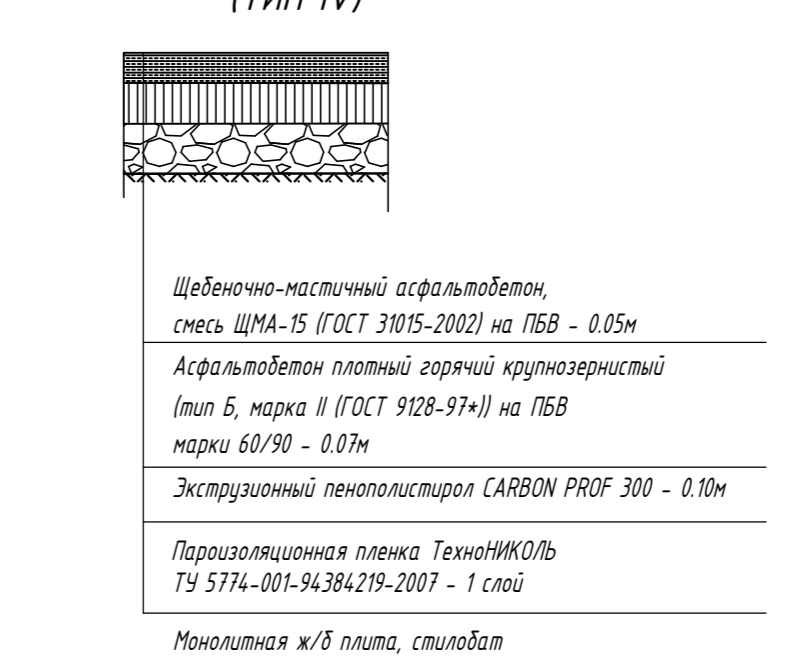 (ТИП IV)
Щебеночно-мастичный асфальтобетон,
смесь ЩМА-15 (ГОСТ 31015-2002) на ПБВ - 0.05м
Асфальтобетон плотный горячий крупнозернистый
(тип Б, марка II (ГОСТ 9128-97*)) на ПБВ
марки 60/90 - 0.07м
Экструзионный пенополистирол CARBON PROF 300 - 0.10м
Пароизоляционная пленка ТехноНИКОЛЬ
ТУ 5774-001-94384219-2007 - 1 слой
Монолитная ж/б плита, стилобат